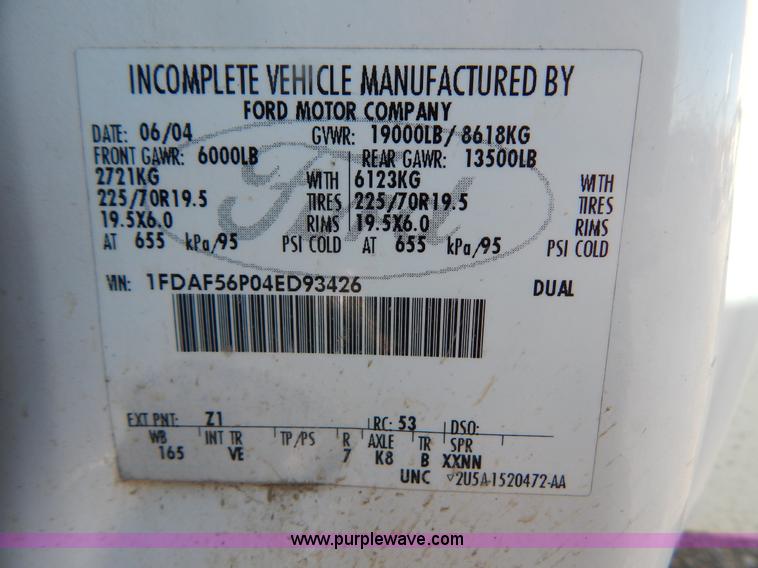 INCOMPLETE VEHICLE MANUFACTURED BY
FORD MOTOR COMPANY
DATE: 06/04 GVWR: 19000LB/8618KG
FRONT GAWR: 6000LB REAR GAWR: 13500LB
2721KG WITH 6123KG WITH
225/70R19.5 TIRES 225/70R19.5 TIRES
19.5X6.0 RIMS 19.5X6.0 RIMS
AT 655 kPa/95 PSI COLD AT 655 kPa/95 PSI COLD
VIN: 1FDAF56P04ED93426 DUAL
Ford
EXT PNT: Z1 RC: 53 DSO:
WB INT TR TP/PS R AXLE TR SPR
165 VE 7 K8 B XXNN
UNC ▽2U5A-1520472-AA
www.purplewave.com